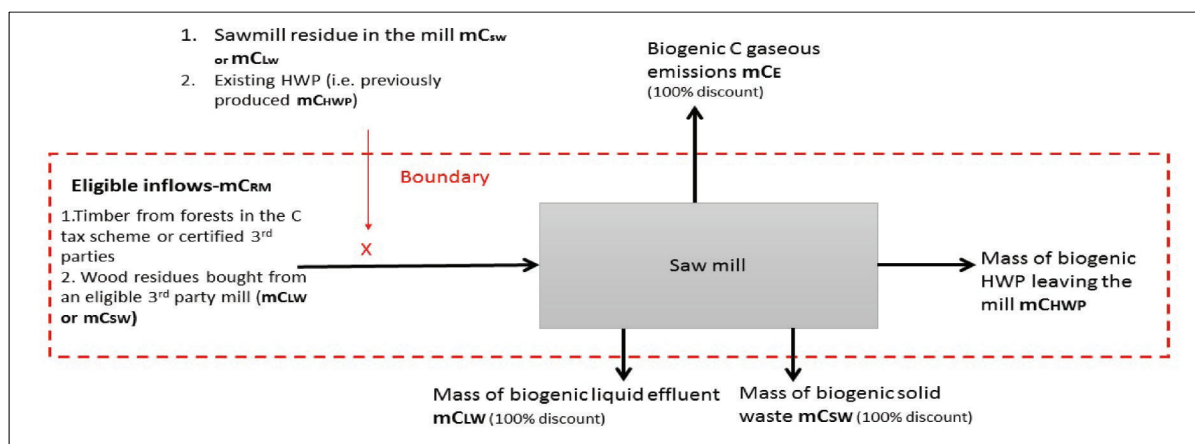 1. Sawmill residue in the mill mCsw
or mCLw
2. Existing HWP (i.e. previously
produced mCHWP)
Biogenic C gaseous
emissions mCE
(100% discount)
Boundary
Eligible inflows-mCRM
1.Timber from forests in the C
tax scheme or certified 3rd
parties
2. Wood residues bought from
an eligible 3rd party mill (mCLW
or mCsw)
X
Saw mill
Mass of biogenic
HWP leaving the
mill mCHWP
Mass of biogenic liquid effluent
mCLW (100% discount)
Mass of biogenic solid
waste mCsw (100% discount)